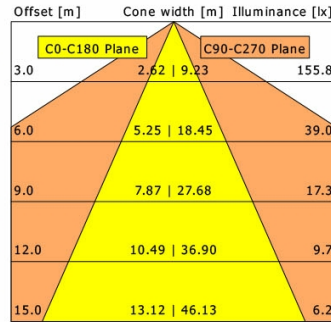 Offset [m] Cone width [m] Illuminance [lx]
C0-C180 Plane C90-C270 Plane
3.0 2.62 | 9.23 155.8
6.0 5.25 | 18.45 39.0
9.0 7.87 | 27.68 17.3
12.0 10.49 | 36.90 9.7
15.0 13.12 | 46.13 6.2